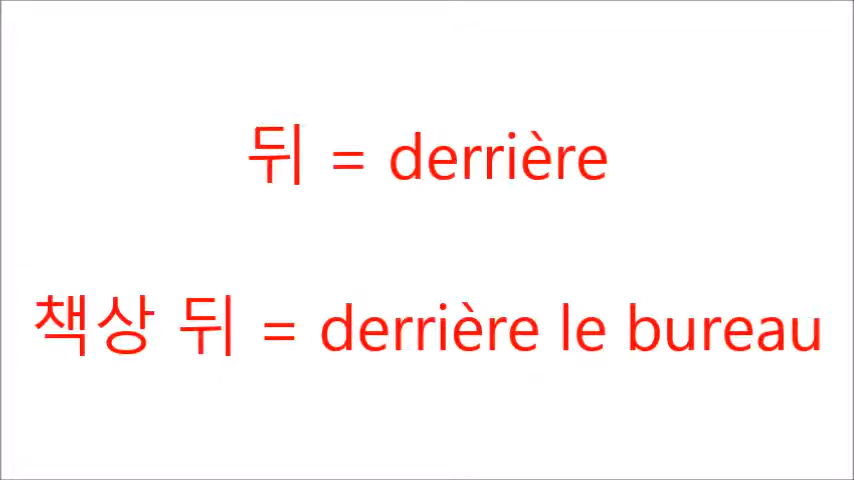 뒤 = derrière
책상 뒤 = derrière le bureau